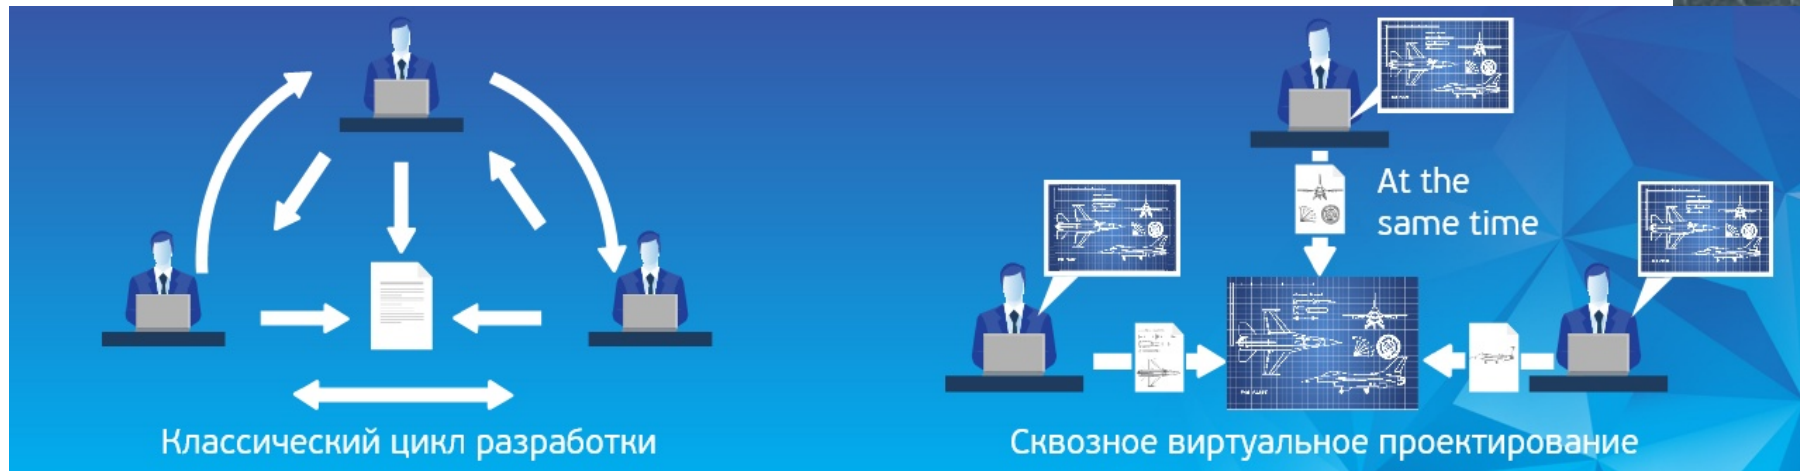 At the
same time
Классический цикл разработки
Сквозное виртуальное проектирование